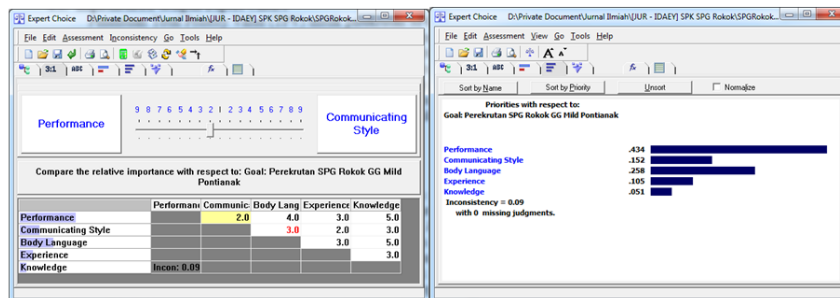 Expert Choice D:\Private Document\Jurnal Ilmiah\[JUR - IDAEY] SPK SPG Rokok\SPGRokok...
File Edit Assessment Inconsistency Go Tools Help
3:1 ABC
Performance
9 8 7 6 5 4 3 2 1 2 3 4 5 6 7 8 9
Communicating
Style
Compare the relative importance with respect to: Goal: Perekrutan SPG Rokok GG Mild
Pontianak
Performan Communic Body Lang Experience Knowledge
Performance 2.0 4.0 3.0 5.0
Communicating Style 3.0 2.0 3.0
Body Language 3.0 5.0
Experience 3.0
Knowledge Incon: 0.09
Expert Choice D:\Private Document\Jurnal Ilmiah\[JUR - IDAEY] SPK SPG Rokok\SPGRok...
File Edit Assessment View Go Tools Help
3:1 ABC
Sort by Name Sort by Priority Unsort Normalize
Priorities with respect to:
Goal: Perekrutan SPG Rokok GG Mild Pontianak
Performance .434
Communicating Style .152
Body Language .258
Experience .105
Knowledge .051
Inconsistency = 0.09
with 0 missing judgments.